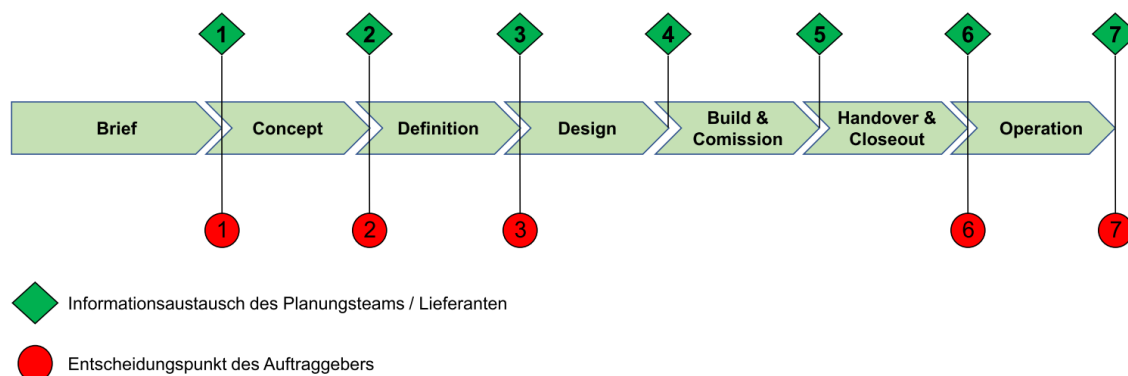 1 2 3 4 5 6 7
Brief
Concept
Definition
Design
Build &
Comission
Handover &
Closeout
Operation
1 2 3 6 7
Informationsaustausch des Planungsteams / Lieferanten
Entscheidungspunkt des Auftraggebers